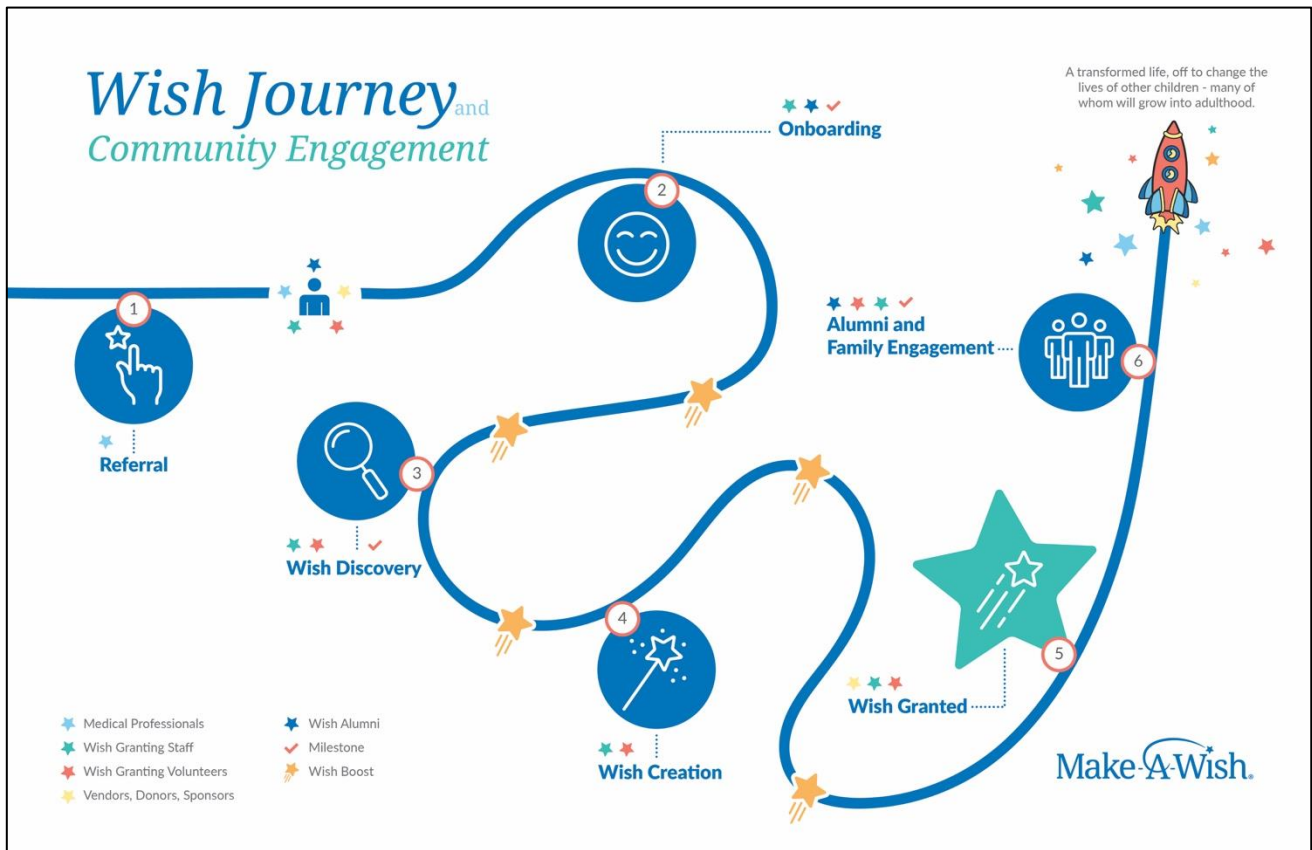 Wish Journey and
Community Engagement
A transformed life, off to change the
lives of other children - many of
whom will grow into adulthood.
Onboarding
2
1
Referral
Alumni and
Family Engagement
6
3
Wish Discovery
4
Wish Creation
5
Wish Granted
Medical Professionals
Wish Granting Staff
Wish Granting Volunteers
Vendors, Donors, Sponsors
Wish Alumni
Milestone
Wish Boost
Make-A-Wish®